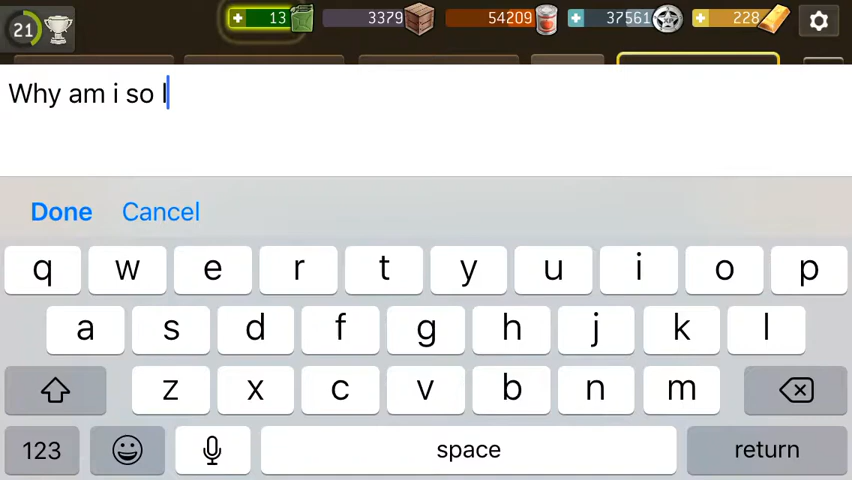 21
13
3379
54209
37561
228
Why am i so l
Done Cancel
q w e r t y u i o p
a s d f g h j k l
z x c v b n m
123 space return